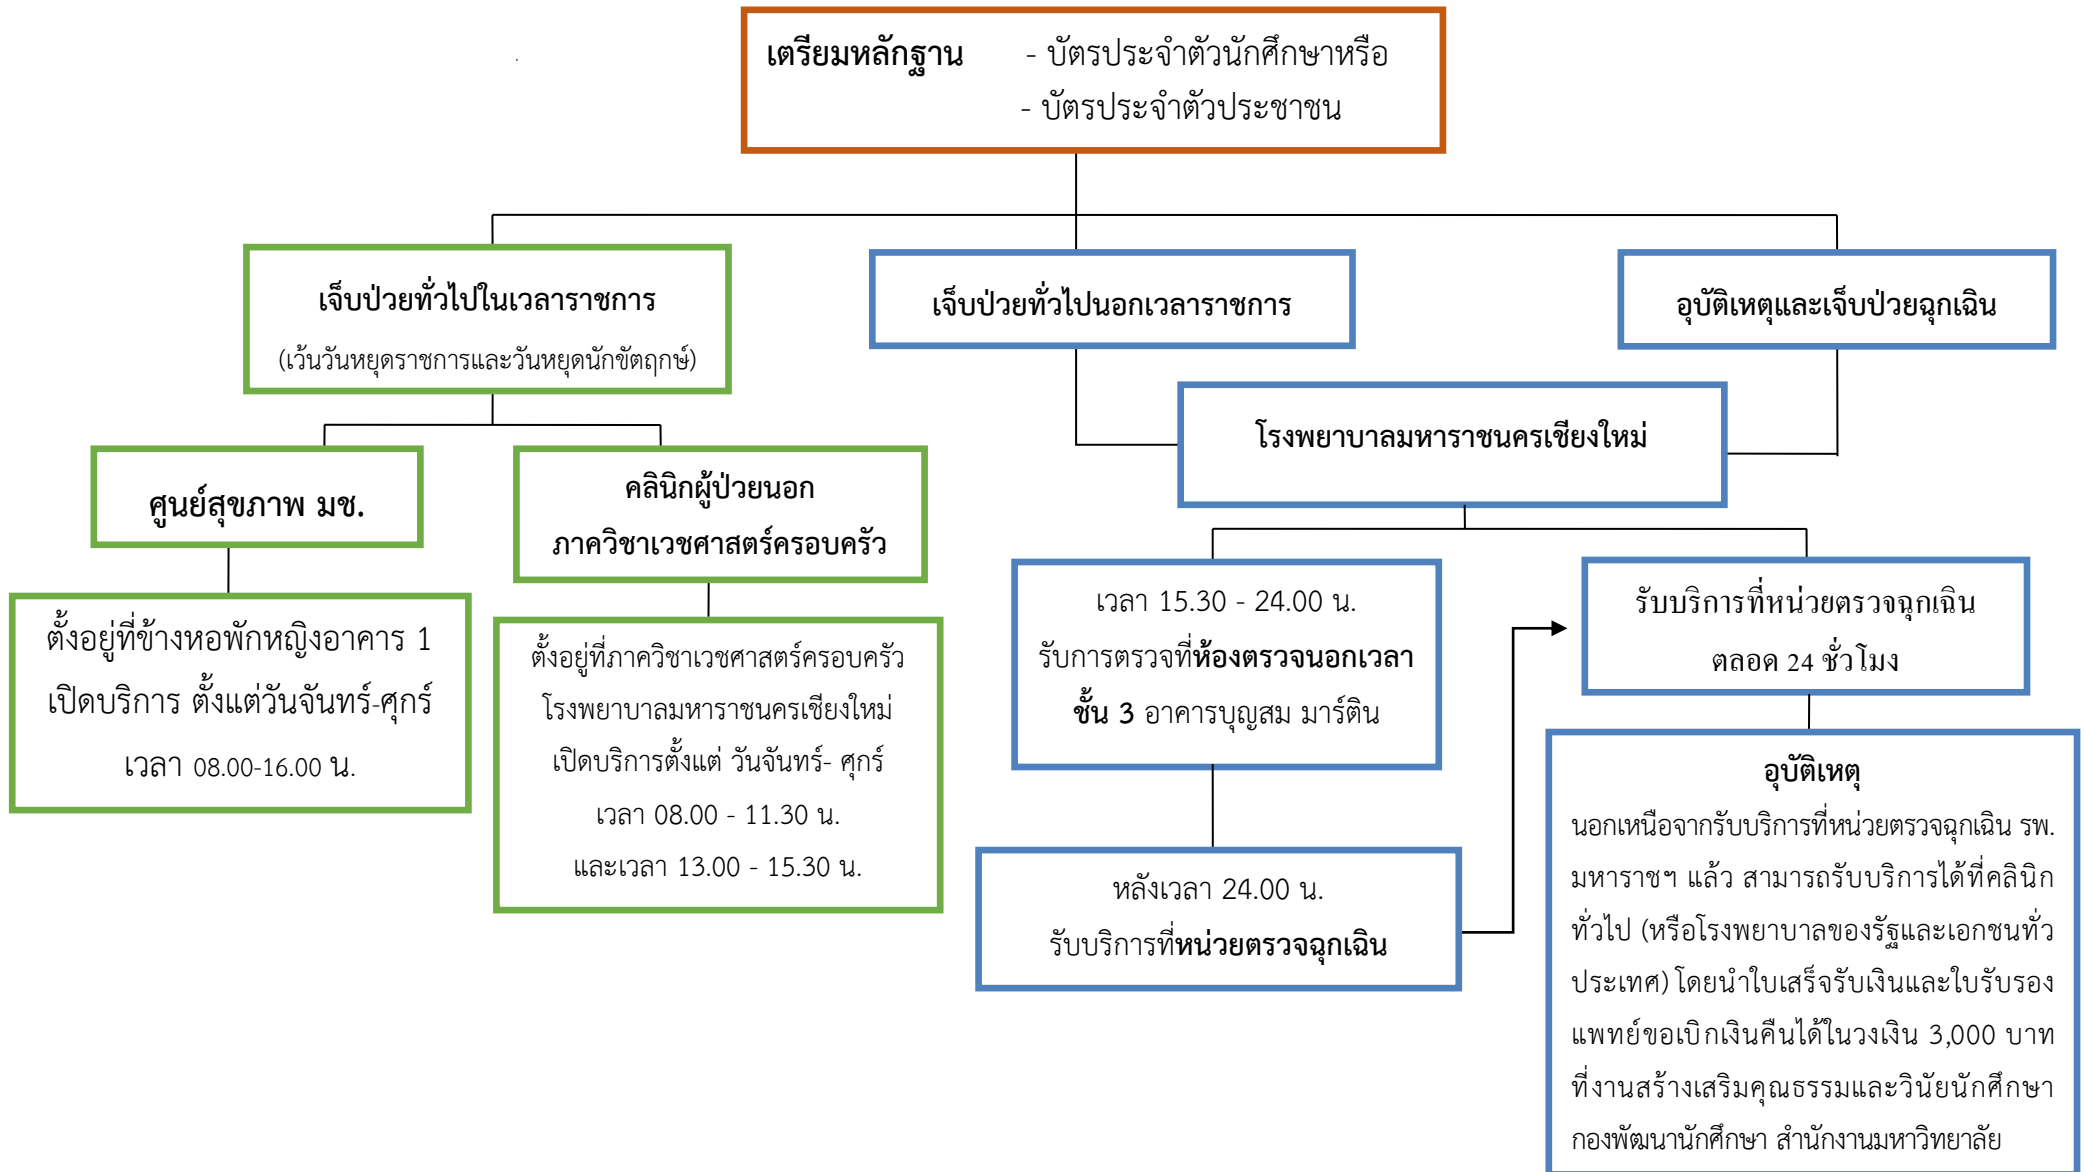 เตรียมหลักฐาน - บัตรประจำตัวนักศึกษาหรือ
- บัตรประจำตัวประชาชน
เจ็บป่วยทั่วไปในเวลาราชการ
(เว้นวันหยุดราชการและวันหยุดนักขัตฤกษ์)
เจ็บป่วยทั่วไปนอกเวลาราชการ
อุบัติเหตุและเจ็บป่วยฉุกเฉิน
โรงพยาบาลมหาราชนครเชียงใหม่
ศูนย์สุขภาพ มช.
คลินิกผู้ป่วยนอก
ภาควิชาเวชศาสตร์ครอบครัว
ตั้งอยู่ที่ข้างหอพักหญิงอาคาร 1
เปิดบริการ ตั้งแต่วันจันทร์-ศุกร์
เวลา 08.00-16.00 น.
ตั้งอยู่ที่ภาควิชาเวชศาสตร์ครอบครัว
โรงพยาบาลมหาราชนครเชียงใหม่
เปิดบริการตั้งแต่ วันจันทร์- ศุกร์
เวลา 08.00 - 11.30 น.
และเวลา 13.00 - 15.30 น.
เวลา 15.30 - 24.00 น.
รับการตรวจที่ห้องตรวจนอกเวลา
ชั้น 3 อาคารบุญสม มาร์ติน
หลังเวลา 24.00 น.
รับบริการที่หน่วยตรวจฉุกเฉิน
รับบริการที่หน่วยตรวจฉุกเฉิน
ตลอด 24 ชั่วโมง
อุบัติเหตุ
นอกเหนือจากรับบริการที่หน่วยตรวจฉุกเฉิน รพ.
มหาราชฯ แล้ว สามารถรับบริการได้ที่คลินิก
ทั่วไป (หรือโรงพยาบาลของรัฐและเอกชนทั่ว
ประเทศ) โดยนำใบเสร็จรับเงินและใบรับรอง
แพทย์ขอเบิกเงินคืนได้ในวงเงิน 3,000 บาท
ที่งานสร้างเสริมคุณธรรมและวินัยนักศึกษา
กองพัฒนานักศึกษา สำนักงานมหาวิทยาลัย